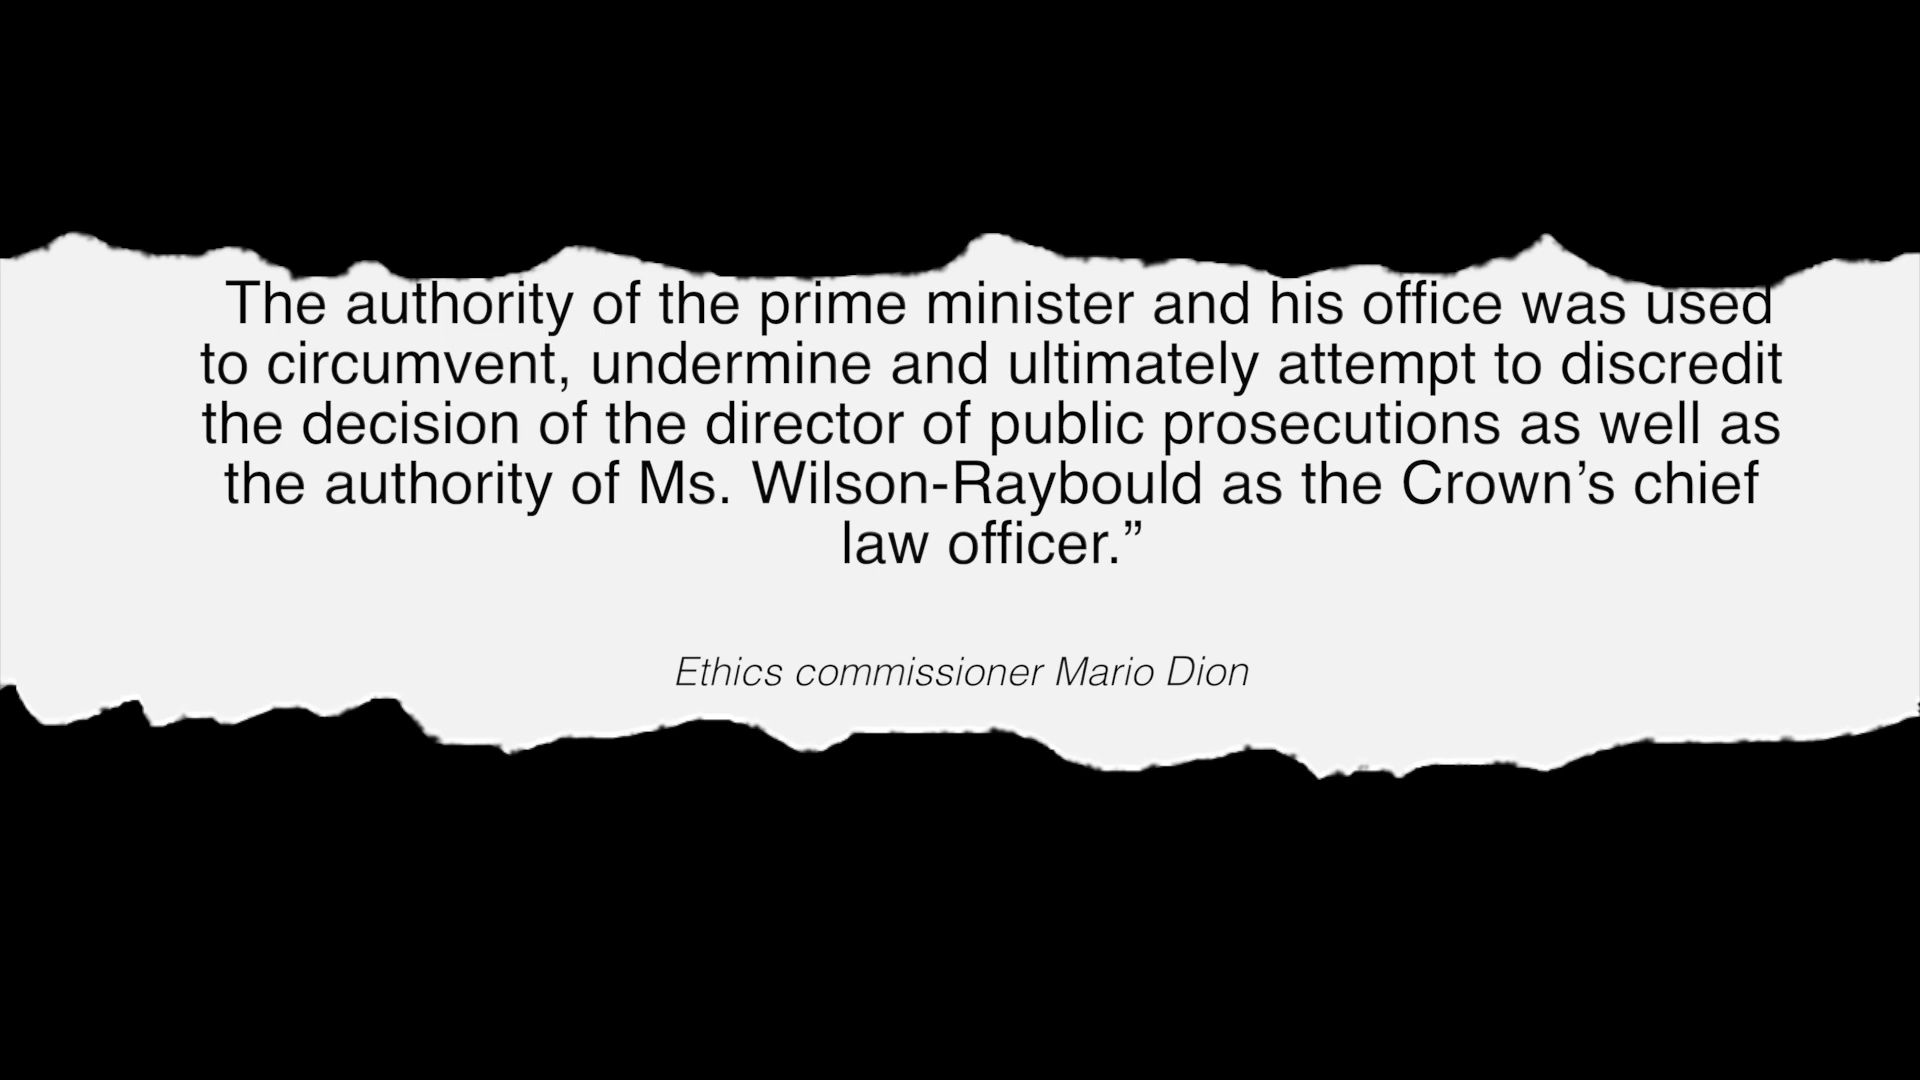 The authority of the prime minister and his office was used
to circumvent, undermine and ultimately attempt to discredit
the decision of the director of public prosecutions as well as
the authority of Ms. Wilson-Raybould as the Crown’s chief
law officer.”
Ethics commissioner Mario Dion